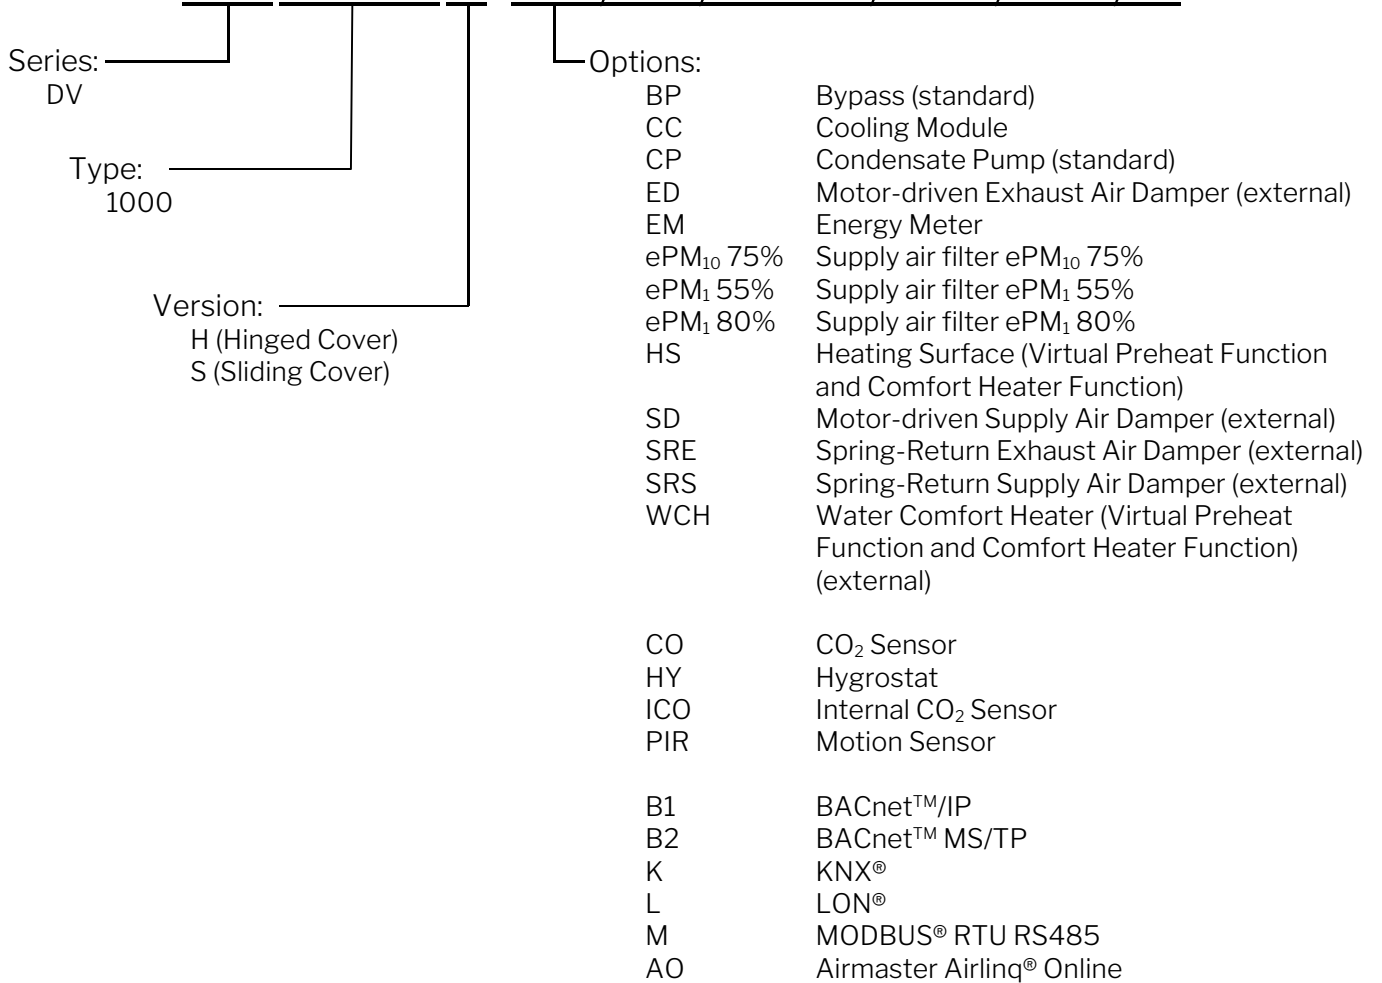 Series:
DV
Type:
1000
Version:
H (Hinged Cover)
S (Sliding Cover)
Options:
BP Bypass (standard)
CC Cooling Module
CP Condensate Pump (standard)
ED Motor-driven Exhaust Air Damper (external)
EM Energy Meter
ePM₁₀ 75% Supply air filter ePM₁₀ 75%
ePM₁ 55% Supply air filter ePM₁ 55%
ePM₁ 80% Supply air filter ePM₁ 80%
HS Heating Surface (Virtual Preheat Function
and Comfort Heater Function)
SD Motor-driven Supply Air Damper (external)
SRE Spring-Return Exhaust Air Damper (external)
SRS Spring-Return Supply Air Damper (external)
WCH Water Comfort Heater (Virtual Preheat
Function and Comfort Heater Function)
(external)
CO CO₂ Sensor
HY Hygrostat
ICO Internal CO₂ Sensor
PIR Motion Sensor
B1 BACnet™/IP
B2 BACnet™ MS/TP
K KNX®
L LON®
M MODBUS® RTU RS485
AO Airmaster Airlinq® Online